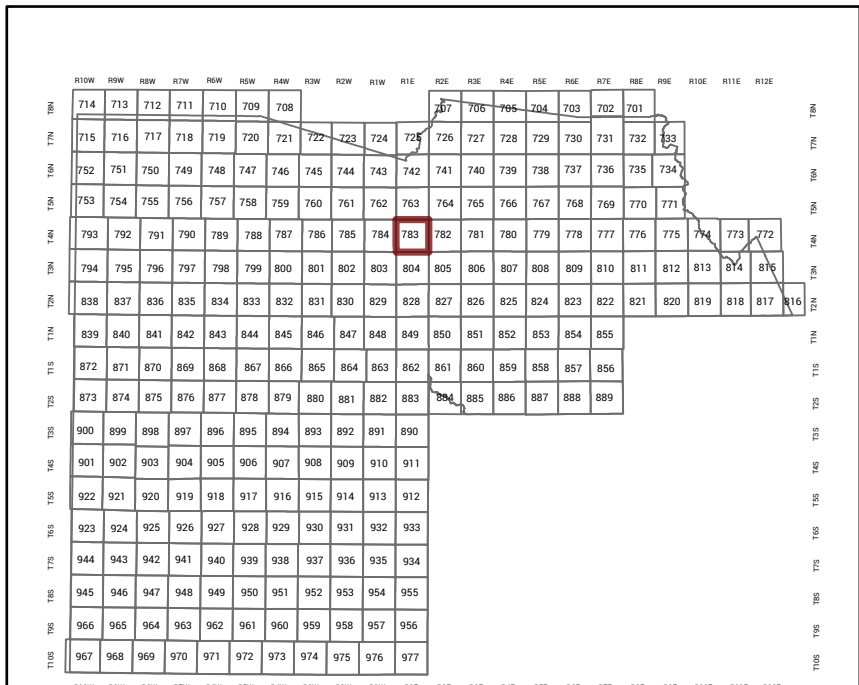 R10W R9W R8W R7W R6W R5W R4W R3W R2W R1W R1E R2E R3E R4E R5E R6E R7E R8E R9E R10E R11E R12E
T8N 714 713 712 711 710 709 708 707 706 705 704 703 702 701 T8N
T7N 715 716 717 718 719 720 721 722 723 724 725 726 727 728 729 730 731 732 733 T7N
T6N 752 751 750 749 748 747 746 745 744 743 742 741 740 739 738 737 736 735 734 T6N
T5N 753 754 755 756 757 758 759 760 761 762 763 764 765 766 767 768 769 770 771 T5N
T4N 793 792 791 790 789 788 787 786 785 784 783 782 781 780 779 778 777 776 775 774 773 772 T4N
T3N 794 795 796 797 798 799 800 801 802 803 804 805 806 807 808 809 810 811 812 813 814 815 T3N
T2N 838 837 836 835 834 833 832 831 830 829 828 827 826 825 824 823 822 821 820 819 818 817 816 T2N
T1N 839 840 841 842 843 844 845 846 847 848 849 850 851 852 853 854 855 T1N
T1S 872 871 870 869 868 867 866 865 864 863 862 861 860 859 858 857 856 T1S
T2S 873 874 875 876 877 878 879 880 881 882 883 884 885 886 887 888 889 T2S
T3S 900 899 898 897 896 895 894 893 892 891 890 T3S
T4S 901 902 903 904 905 906 907 908 909 910 911 T4S
T5S 922 921 920 919 918 917 916 915 914 913 912 T5S
T6S 923 924 925 926 927 928 929 930 931 932 933 T6S
T7S 944 943 942 941 940 939 938 937 936 935 934 T7S
T8S 945 946 947 948 949 950 951 952 953 954 955 T8S
T9S 966 965 964 963 962 961 960 959 958 957 956 T9S
T10S 967 968 969 970 971 972 973 974 975 976 977 T10S